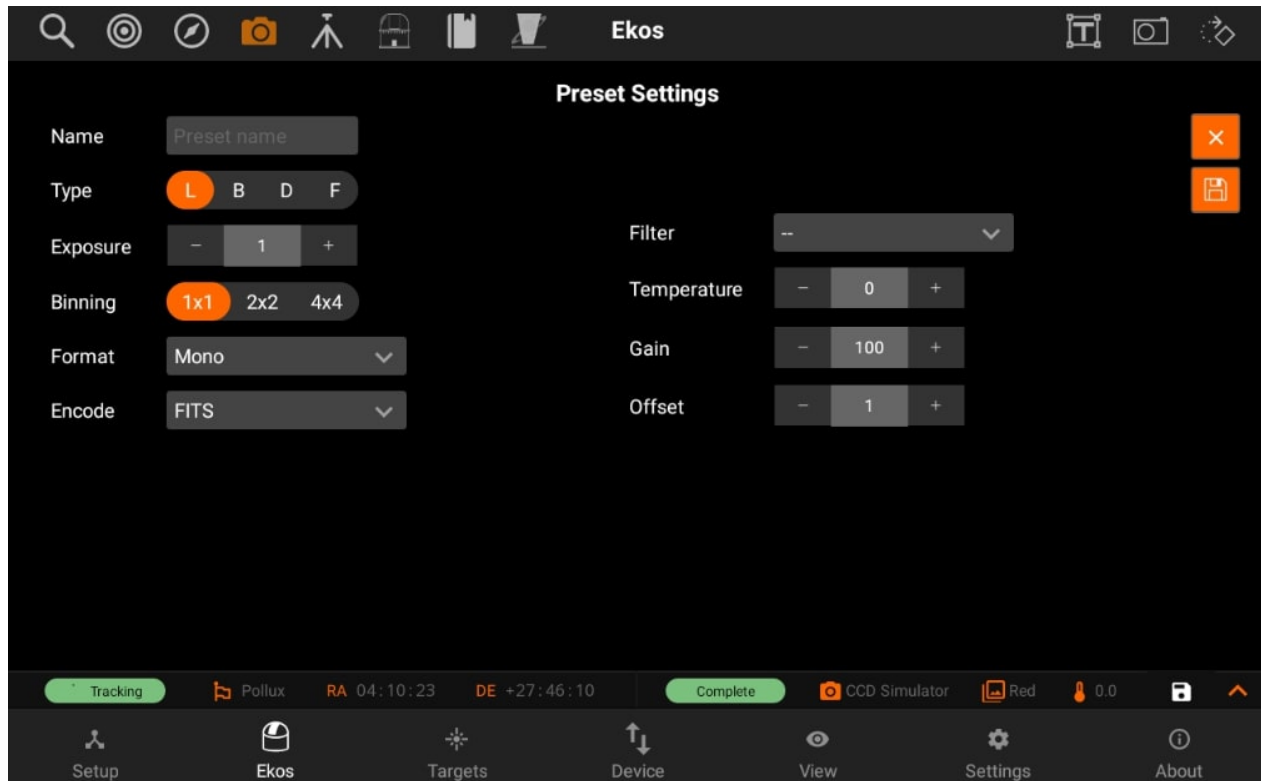 Ekos
Preset Settings
Name Preset name
Type L B D F
Exposure − 1 +
Filter --
Temperature − 0 +
Binning 1x1 2x2 4x4
Gain − 100 +
Format Mono
Offset − 1 +
Encode FITS
Tracking Pollux RA 04:10:23 DE +27:46:10 Complete CCD Simulator Red 0.0
Setup Ekos Targets Device View Settings About